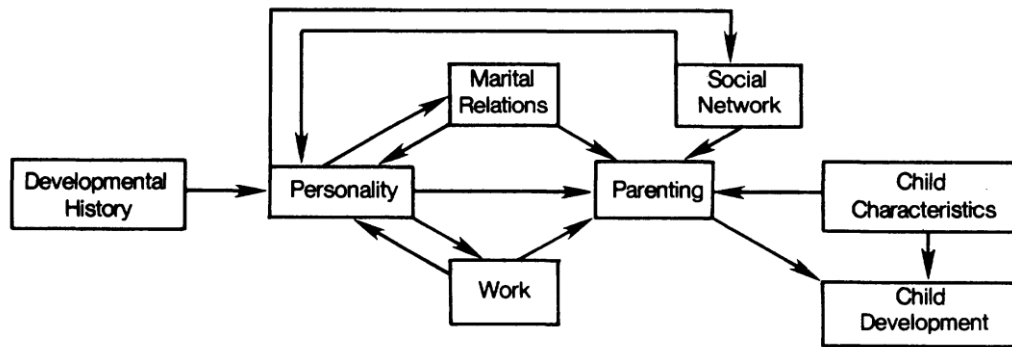 Marital
Relations
Social
Network
Developmental
History
Personality
Parenting
Child
Characteristics
Work
Child
Development